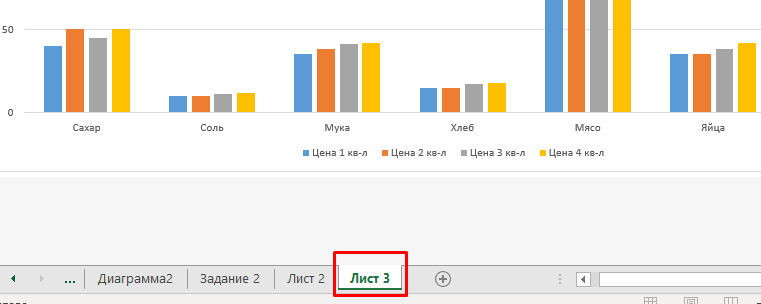 50
0
Сахар Соль Мука Хлеб Мясо Яйца
Цена 1 кв-л Цена 2 кв-л Цена 3 кв-л Цена 4 кв-л
... Диаграмма2 Задание 2 Лист 2 Лист 3